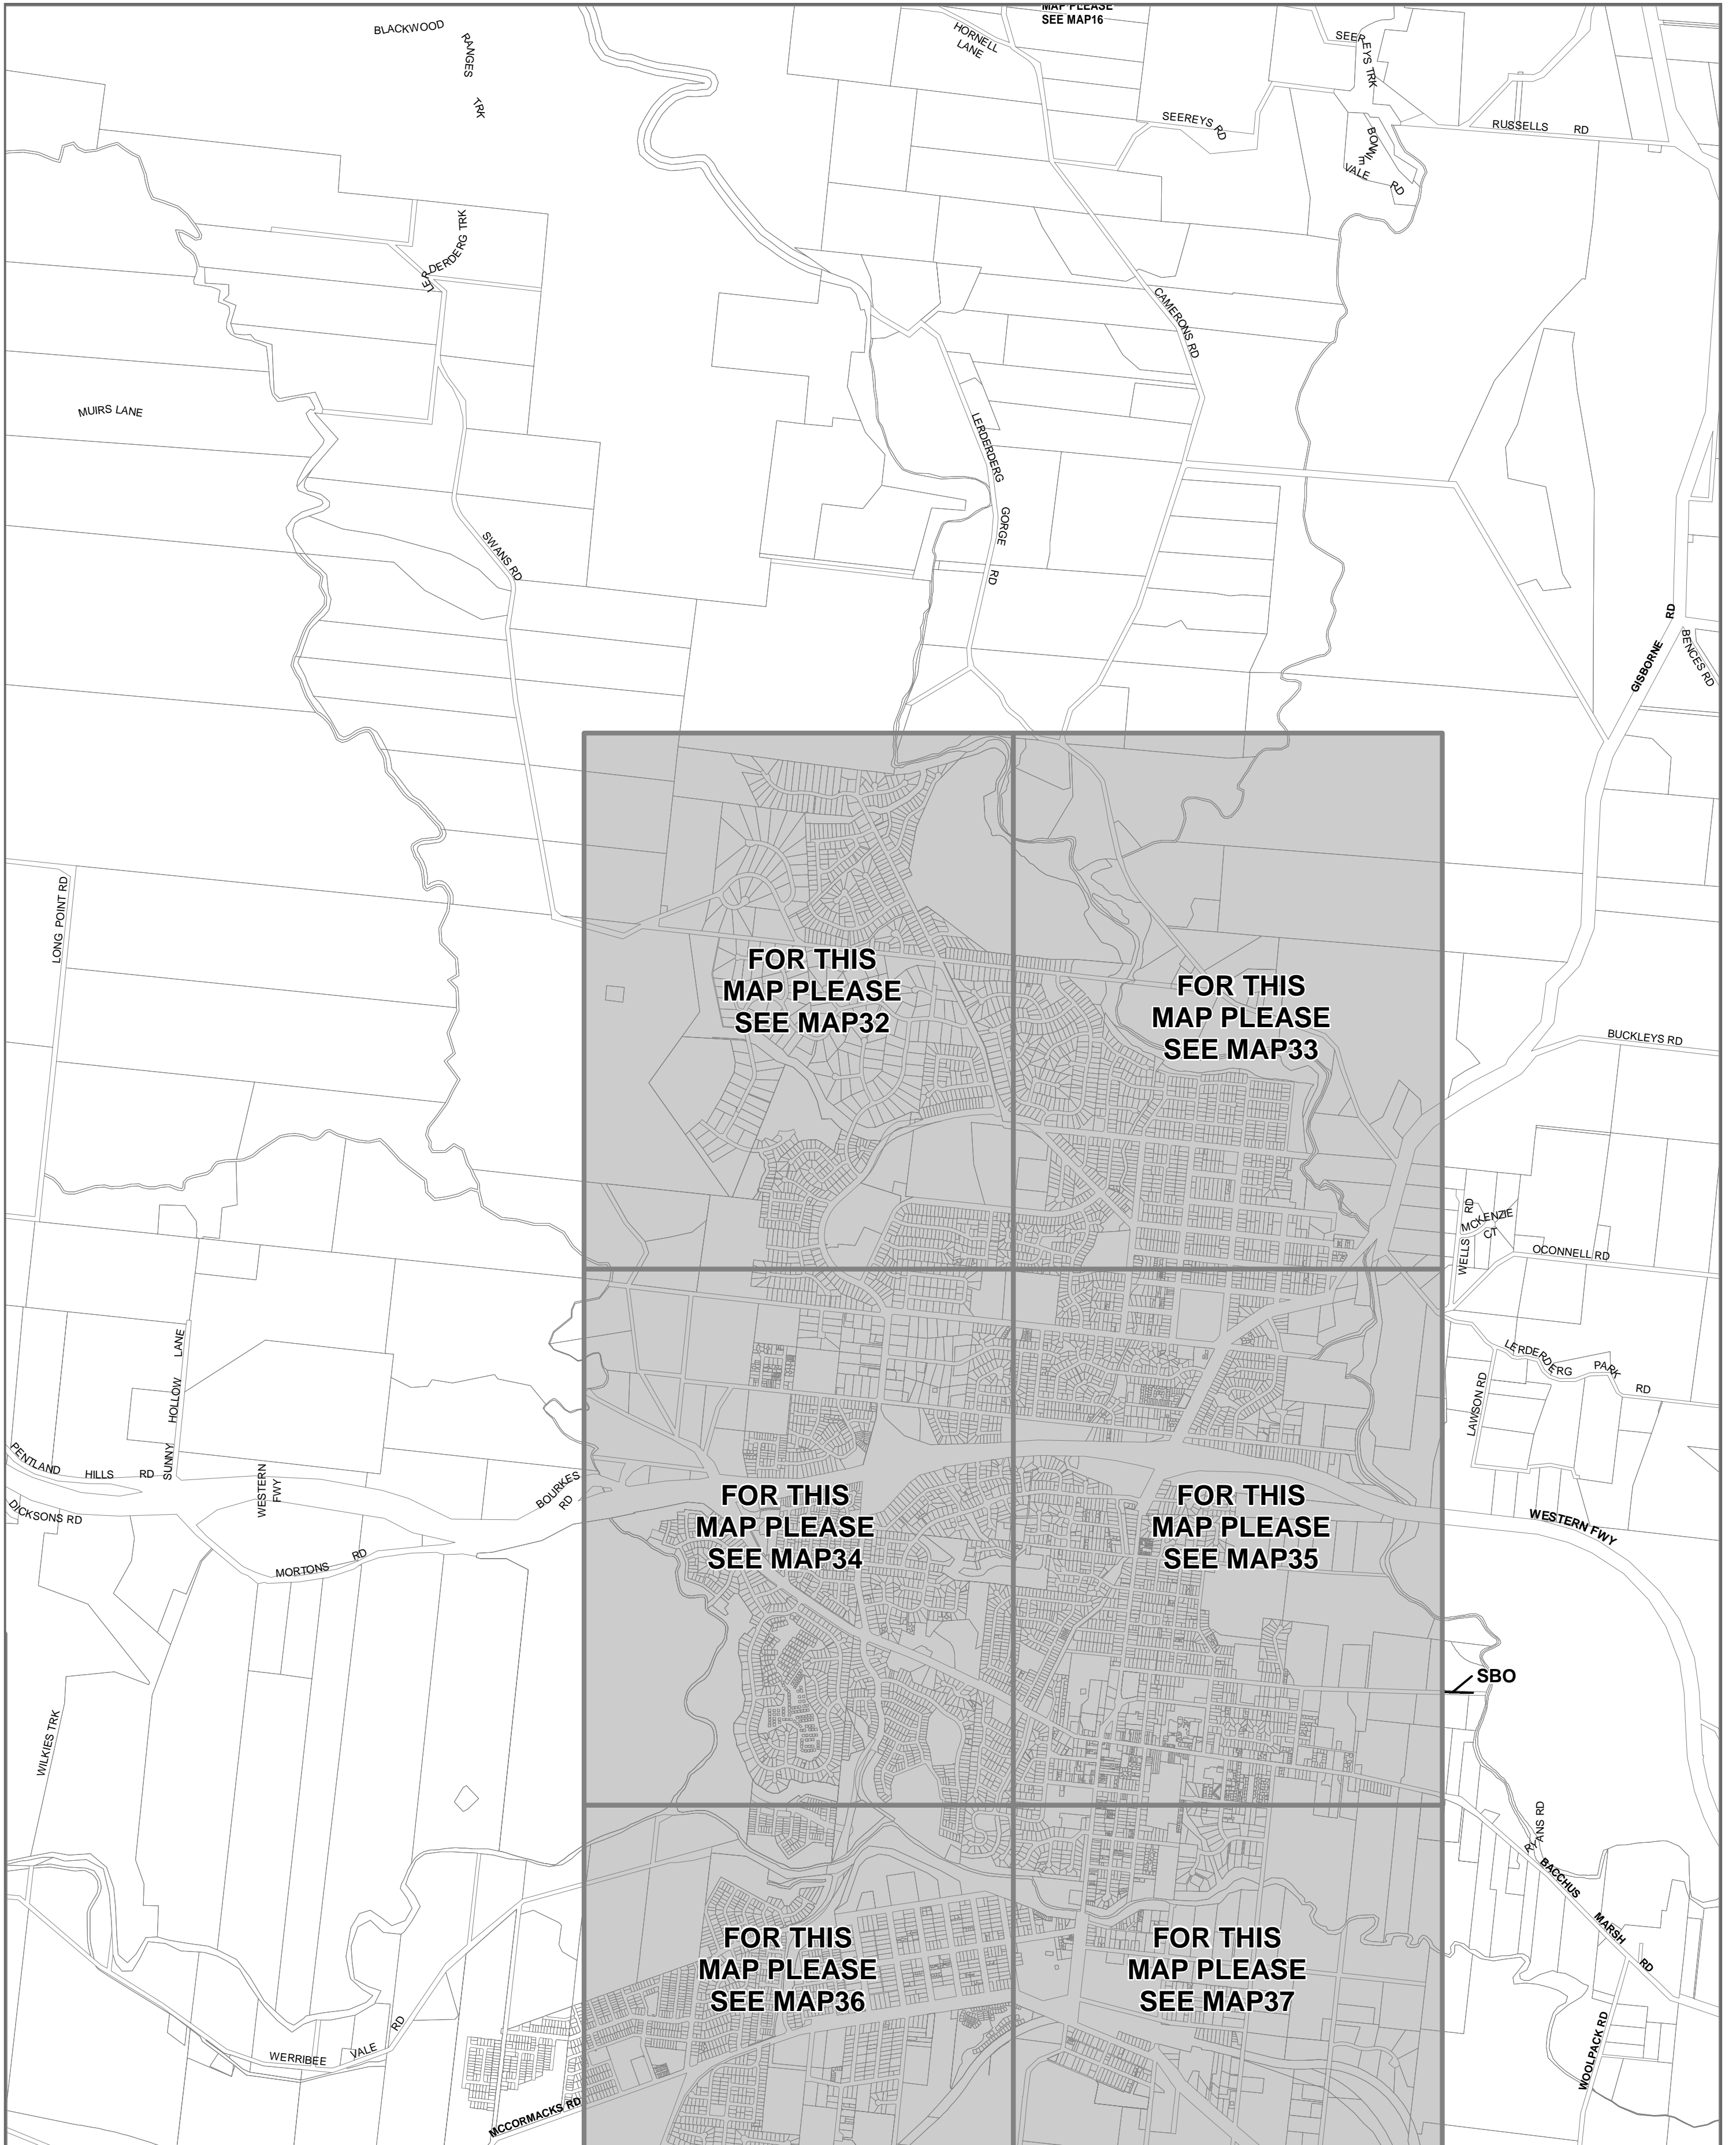 MAP PLEASE
SEE MAP16
BLACKWOOD
RANGES
TRK
HORNELL
LANE
SEEREYS TRK
SEEREYS RD
RUSSELLS RD
BONNIE
VALE RD
LERDERDERG TRK
CAMERONS RD
MUIRS LANE
LERDERDERG
GORGE
RD
SWANS RD
GISBORNE RD
BENCES RD
LONG POINT RD
FOR THIS
MAP PLEASE
SEE MAP32
FOR THIS
MAP PLEASE
SEE MAP33
BUCKLEYS RD
WELLS RD
MCKENZIE
CT
OCONNELL RD
SUNNY HOLLOW LANE
LERDERDERG PARK RD
LAWSON RD
PENTLAND HILLS RD
WESTERN
FWY
BOURKES
RD
DICKSONS RD
MORTONS RD
FOR THIS
MAP PLEASE
SEE MAP34
FOR THIS
MAP PLEASE
SEE MAP35
WESTERN FWY
SBO
WILKIES TRK
RYANS RD
BACCHUS
MARSH
RD
FOR THIS
MAP PLEASE
SEE MAP36
FOR THIS
MAP PLEASE
SEE MAP37
WERRIBEE VALE RD
MCCORMACKS RD
WOOLPACK RD